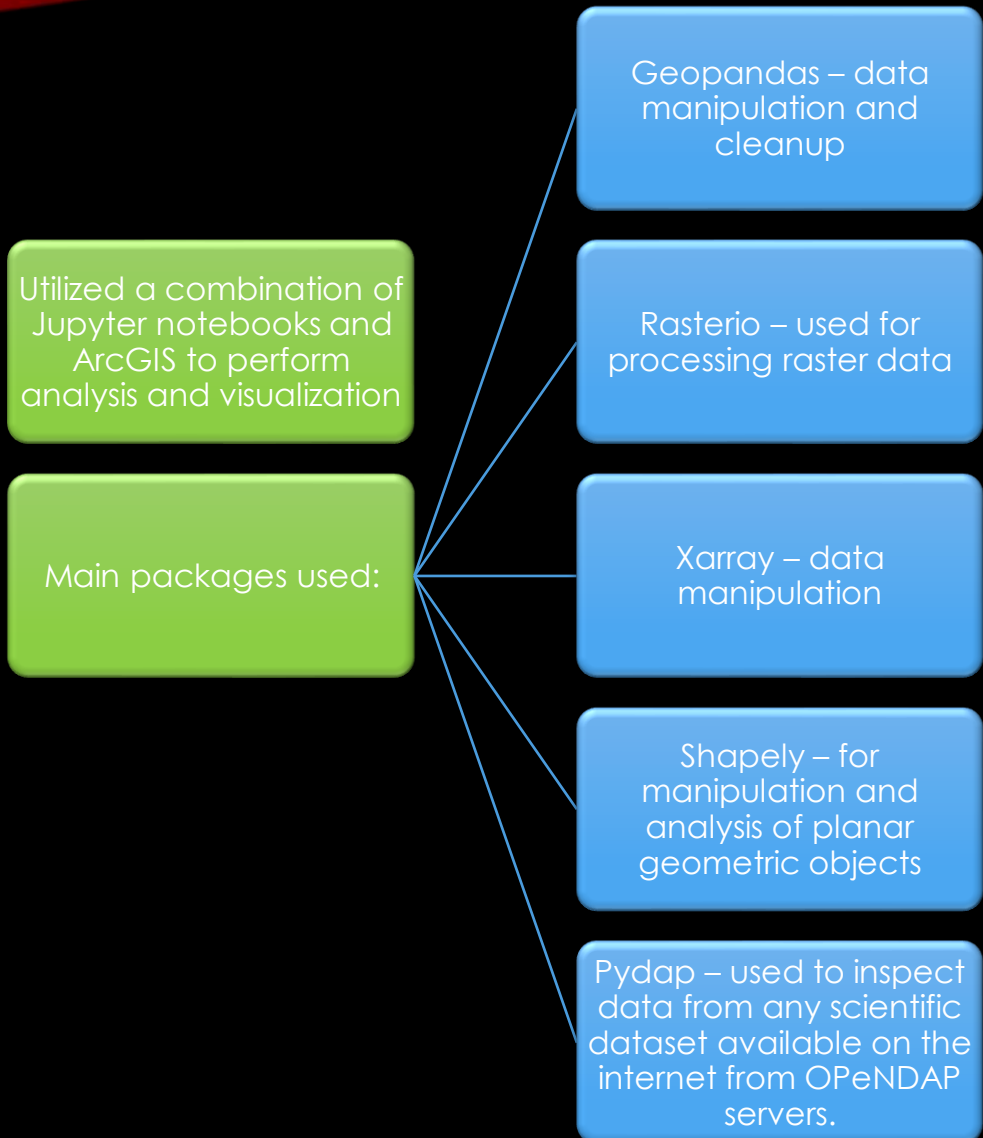 Utilized a combination of
Jupyter notebooks and
ArcGIS to perform
analysis and visualization
Main packages used:
Geopandas – data
manipulation and
cleanup
Rasterio – used for
processing raster data
Xarray – data
manipulation
Shapely – for
manipulation and
analysis of planar
geometric objects
Pydap – used to inspect
data from any scientific
dataset available on the
internet from OPeNDAP
servers.